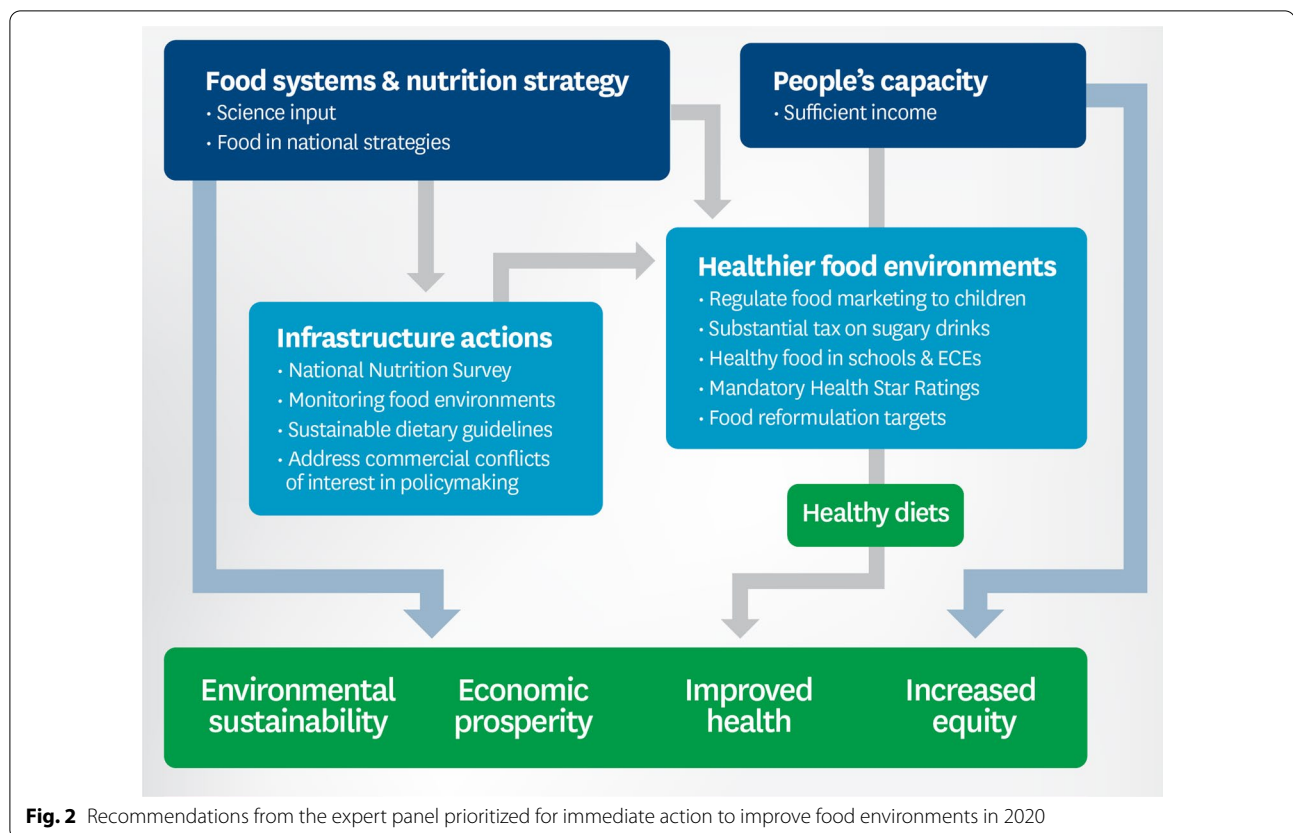 Food systems & nutrition strategy
• Science input
• Food in national strategies
People's capacity
• Sufficient income
Healthier food environments
• Regulate food marketing to children
• Substantial tax on sugary drinks
• Healthy food in schools & ECEs
• Mandatory Health Star Ratings
• Food reformulation targets
Infrastructure actions
• National Nutrition Survey
• Monitoring food environments
• Sustainable dietary guidelines
• Address commercial conflicts
of interest in policymaking
Healthy diets
Environmental
sustainability
Economic
prosperity
Improved
health
Increased
equity
Fig. 2 Recommendations from the expert panel prioritized for immediate action to improve food environments in 2020